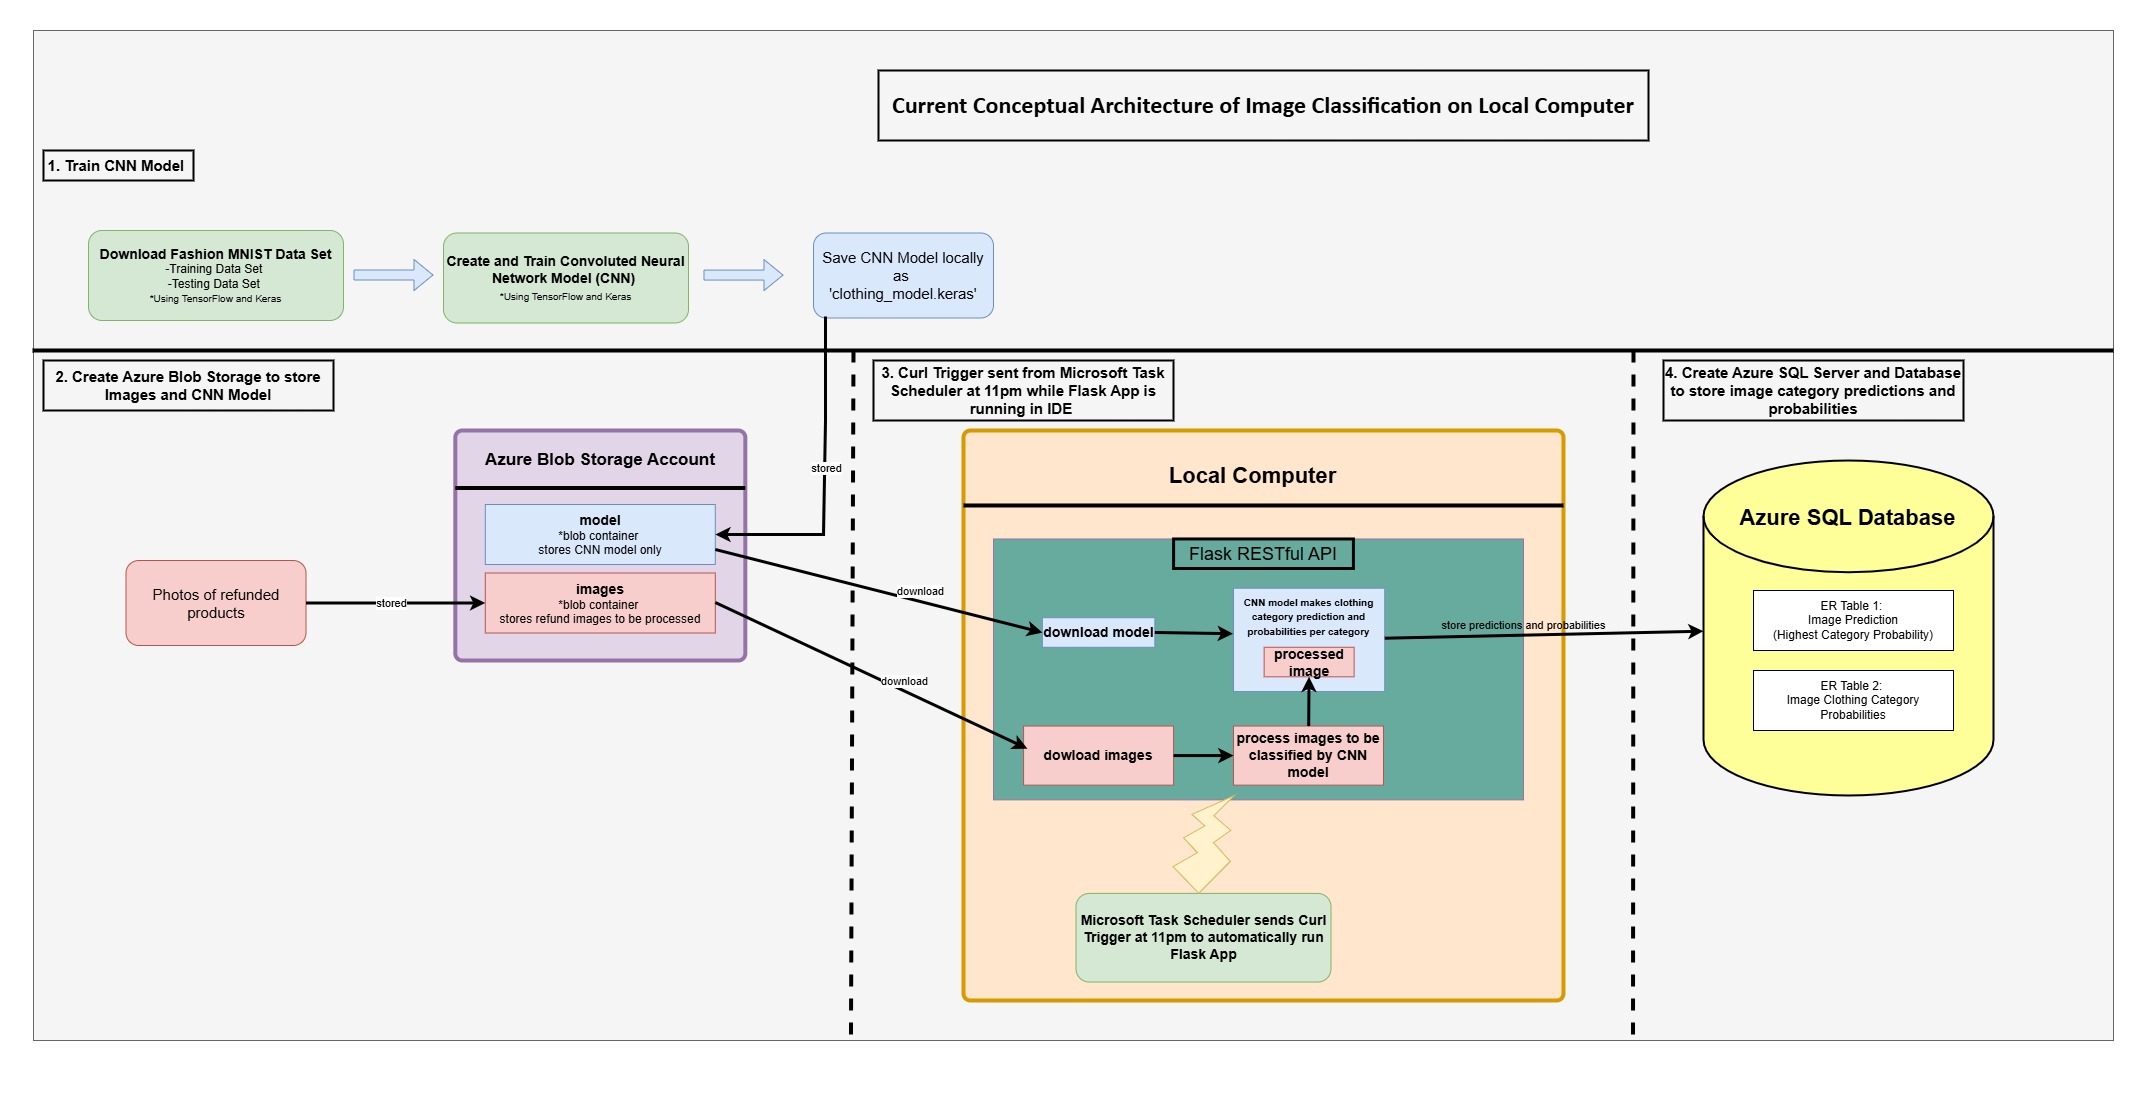 Current Conceptual Architecture of Image Classification on Local Computer
1. Train CNN Model
Download Fashion MNIST Data Set
-Training Data Set
-Testing Data Set
*Using TensorFlow and Keras
Create and Train Convoluted Neural
Network Model (CNN)
*Using TensorFlow and Keras
Save CNN Model locally
as
'clothing_model.keras'
2. Create Azure Blob Storage to store
Images and CNN Model
Azure Blob Storage Account
model
*blob container
stores CNN model only
images
*blob container
stores refund images to be processed
Photos of refunded
products
stored
stored
download
download
3. Curl Trigger sent from Microsoft Task
Scheduler at 11pm while Flask App is
running in IDE
Local Computer
Flask RESTful API
download model
CNN model makes clothing
category prediction and
probabilities per category
processed
image
dowload images
process images to be
classified by CNN
model
Microsoft Task Scheduler sends Curl
Trigger at 11pm to automatically run
Flask App
store predictions and probabilities
4. Create Azure SQL Server and Database
to store image category predictions and
probabilities
Azure SQL Database
ER Table 1:
Image Prediction
(Highest Category Probability)
ER Table 2:
Image Clothing Category
Probabilities